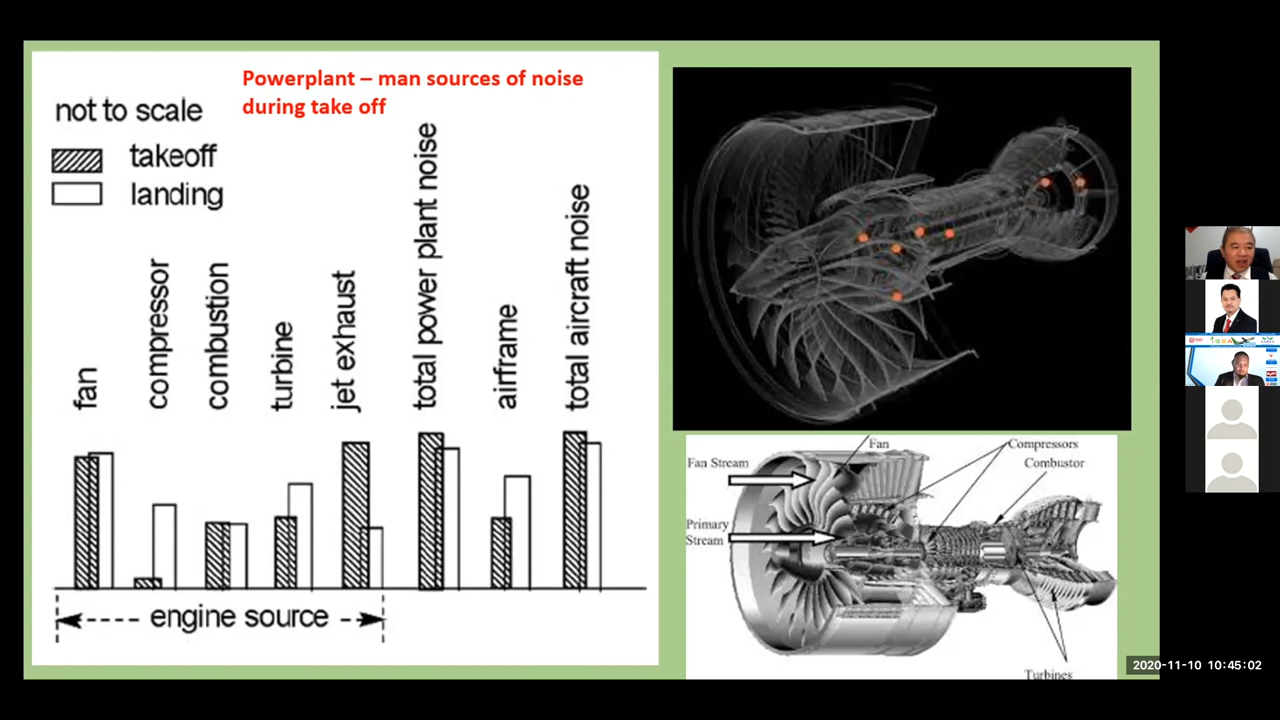 Powerplant – man sources of noise
during take off
not to scale
takeoff
landing
fan
compressor
combustion
turbine
jet exhaust
total power plant noise
airframe
total aircraft noise
engine source
Fan
Compressors
Fan Stream
Combustor
Primary
Stream
Turbines
2020-11-10 10:45:02